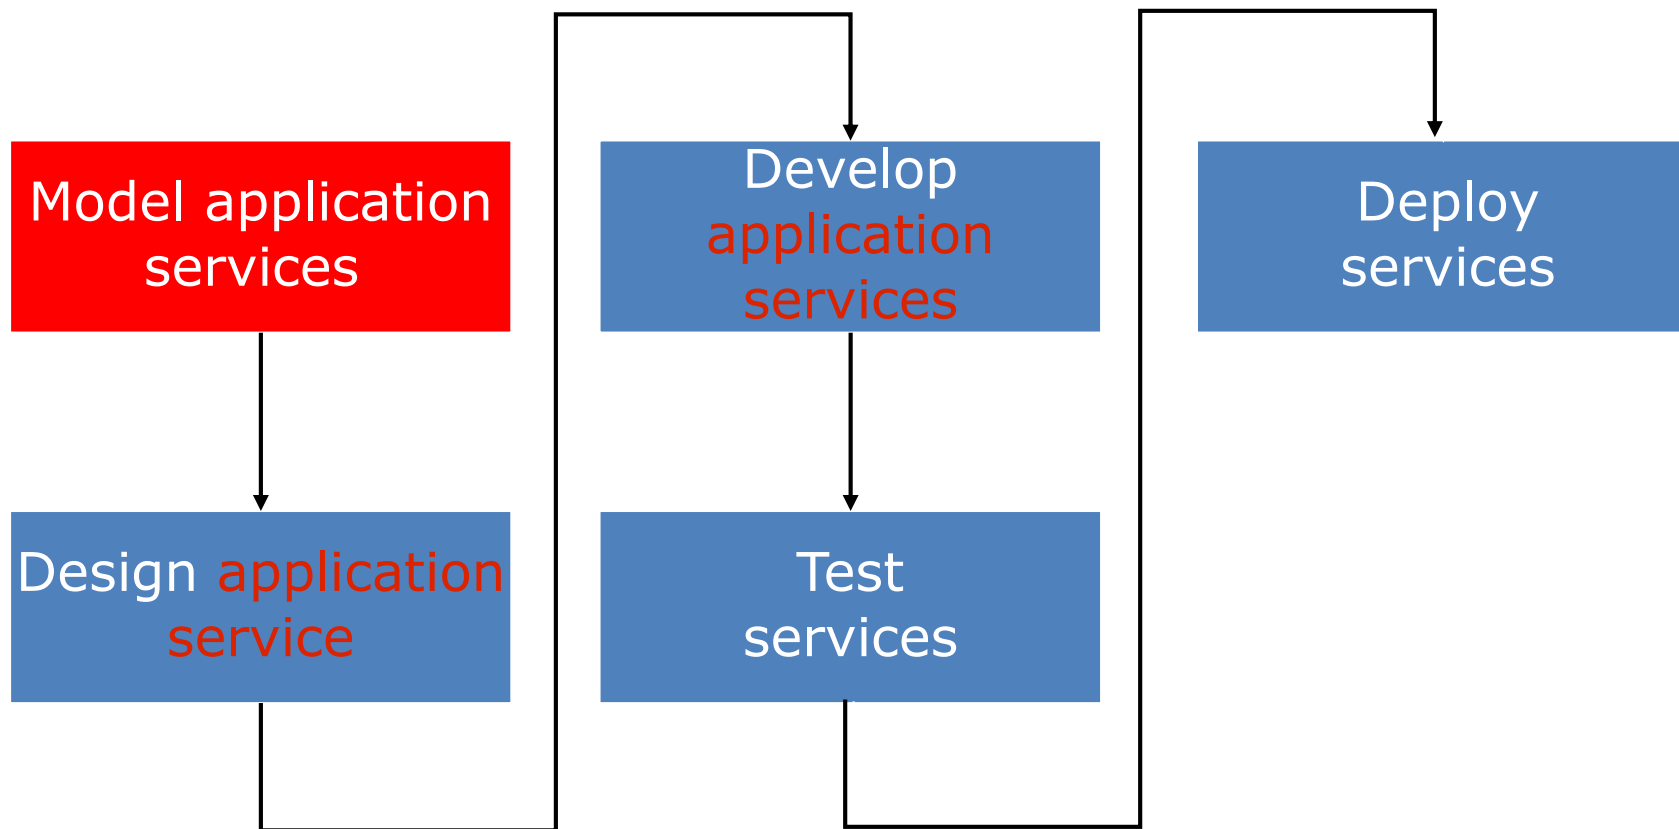 Model application
services
Design application
service
Develop
application
services
Test
services
Deploy
services